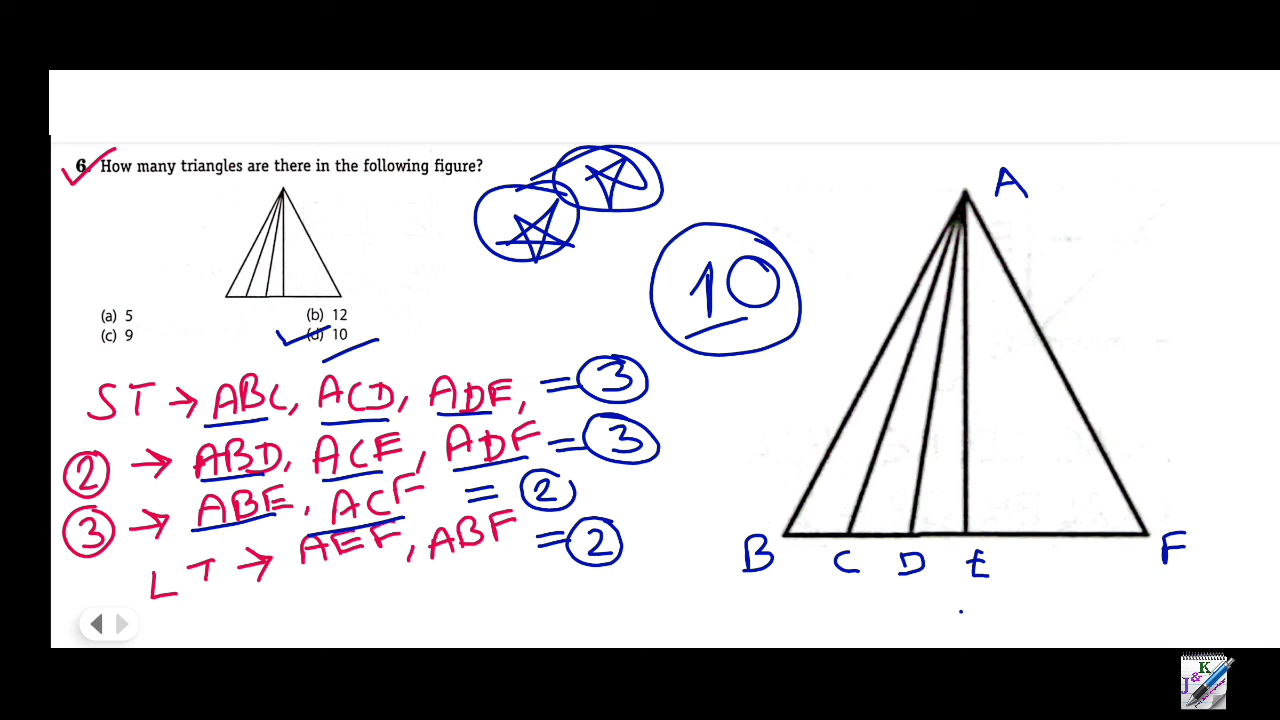 6. How many triangles are there in the following figure?
(a) 5 (b) 12
(c) 9 (d) 10
10
ST → ABC, ACD, ADE, = 3
2 → ABD, ACE, ADF = 3
3 → ABE, ACF = 2
LT → AEF, ABF = 2
A
B C D E F
J&K